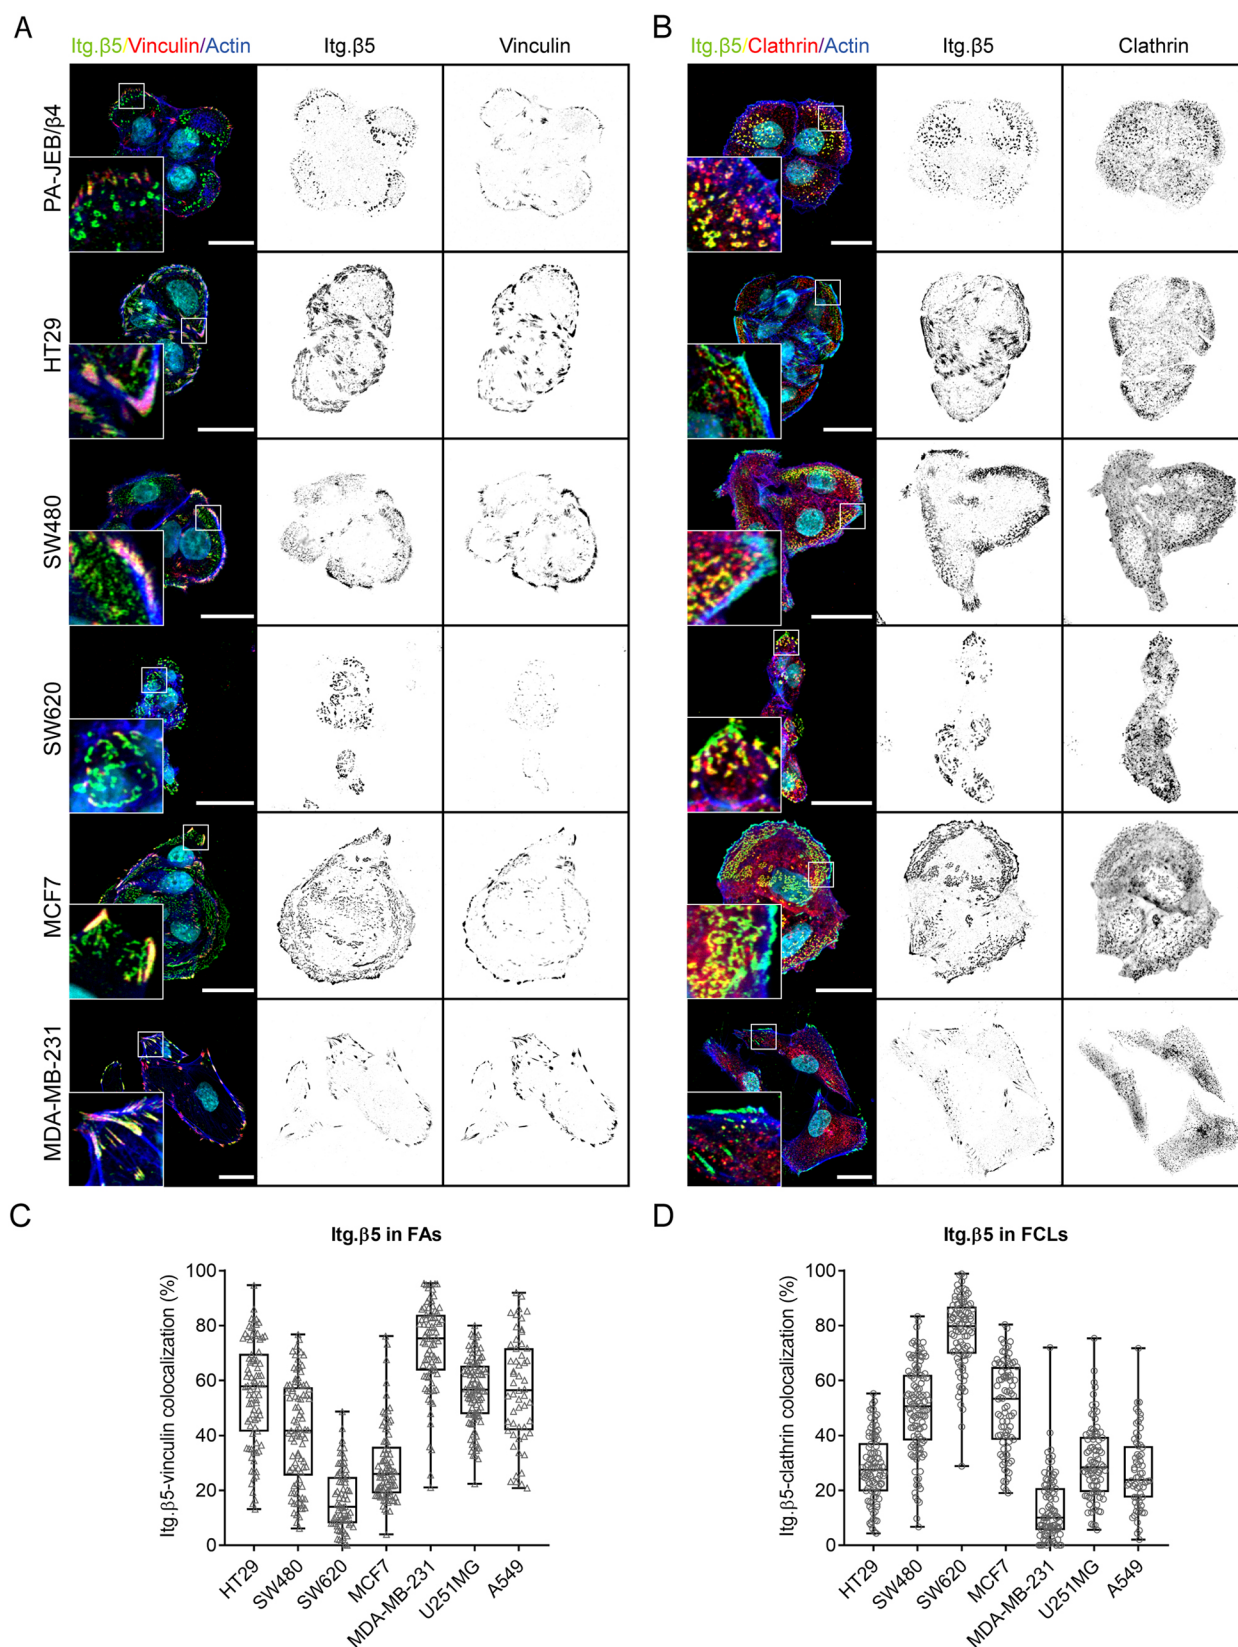 A
Itg.β5/Vinculin/Actin
Itg.β5
Vinculin
PA-JEB/β4
HT29
SW480
SW620
MCF7
MDA-MB-231
B
Itg.β5/Clathrin/Actin
Itg.β5
Clathrin
C
Itg.β5 in FAs
Itg.β5-vinculin colocalization (%)
100
80
60
40
20
0
HT29
SW480
SW620
MCF7
MDA-MB-231
U251MG
A549
D
Itg.β5 in FCLs
Itg.β5-clathrin colocalization (%)
100
80
60
40
20
0
HT29
SW480
SW620
MCF7
MDA-MB-231
U251MG
A549